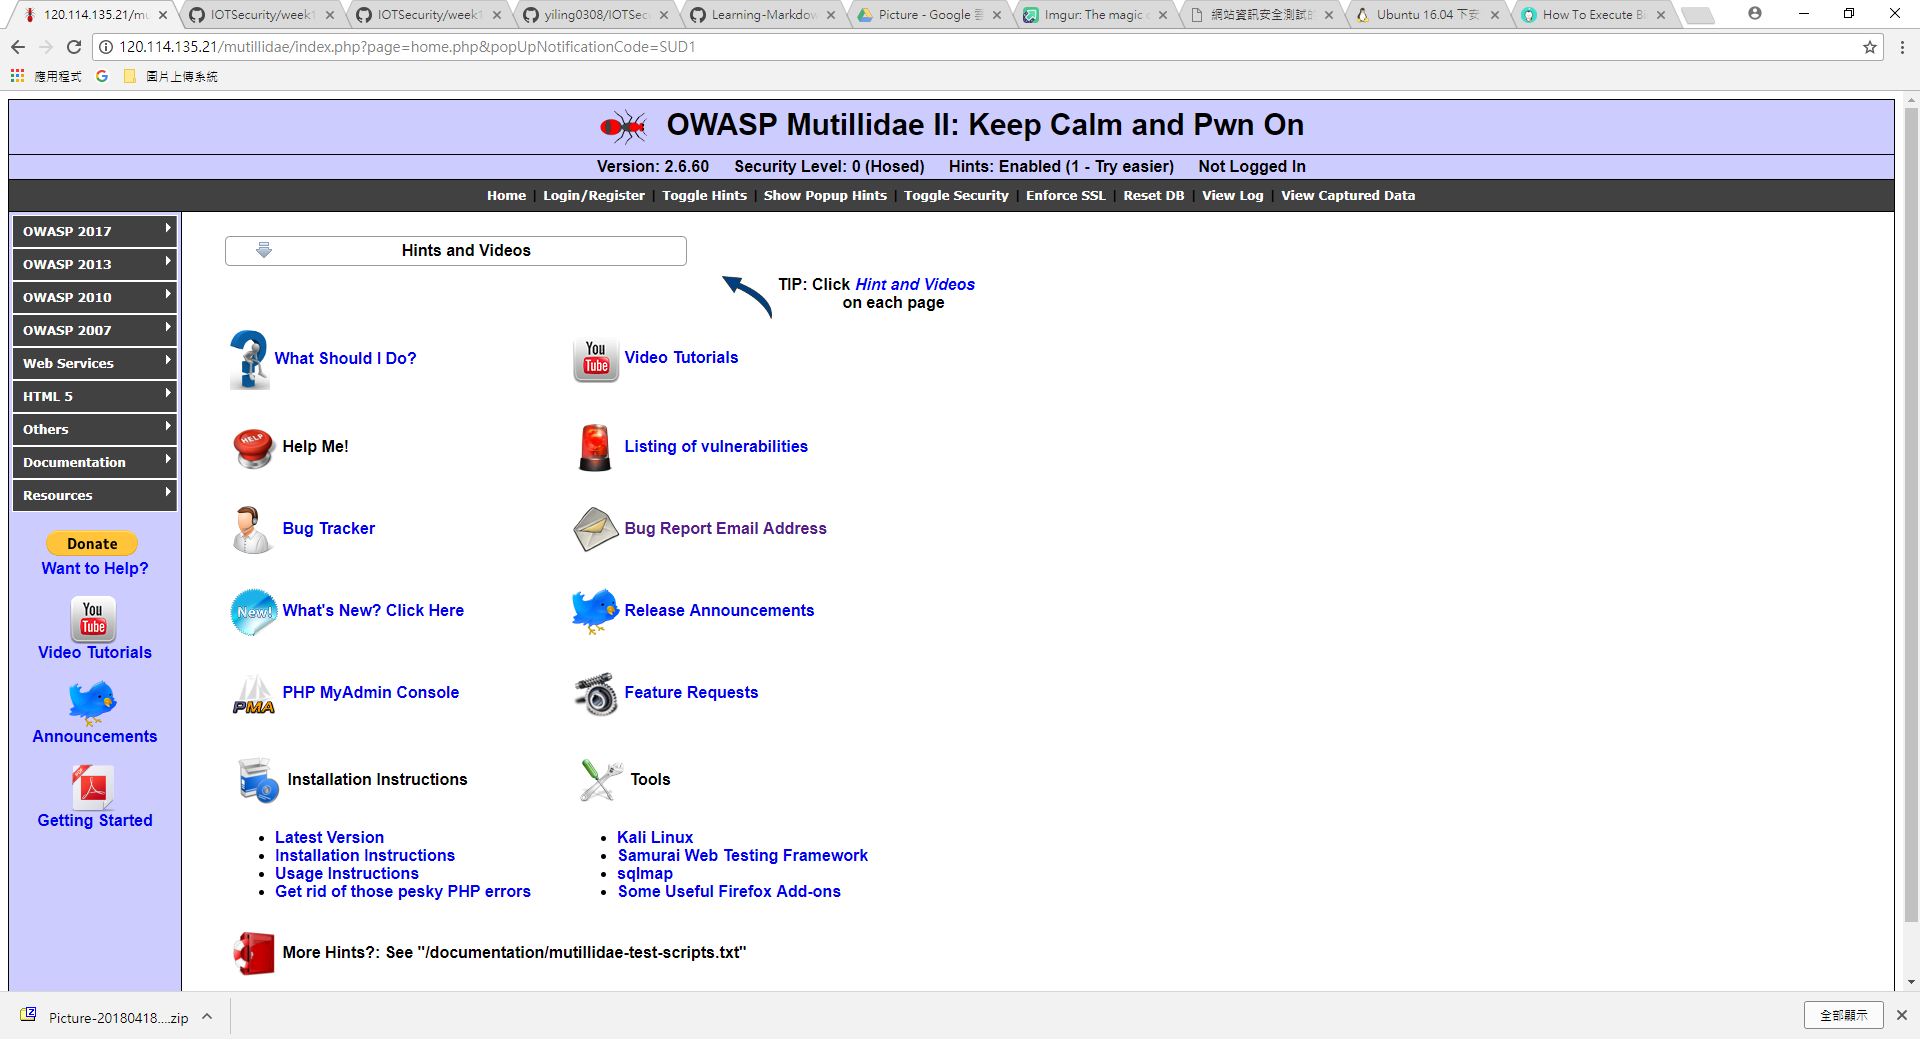 120.114.135.21/mu
IOTSecurity/week1
IOTSecurity/week1
yiling0308/IOTSec
Learning-Markdow
Picture - Google 雲
Imgur: The magic
網站資訊安全測試的
Ubuntu 16.04 下安
How To Execute B
120.114.135.21/mutillidae/index.php?page=home.php&popUpNotificationCode=SUD1
應用程式 圖片上傳系統
OWASP Mutillidae II: Keep Calm and Pwn On
Version: 2.6.60 Security Level: 0 (Hosed) Hints: Enabled (1 - Try easier) Not Logged In
Home | Login/Register | Toggle Hints | Show Popup Hints | Toggle Security | Enforce SSL | Reset DB | View Log | View Captured Data
OWASP 2017
OWASP 2013
OWASP 2010
OWASP 2007
Web Services
HTML 5
Others
Documentation
Resources
Donate
Want to Help?
You
Tube
Video Tutorials
Announcements
PDF
Getting Started
Hints and Videos
TIP: Click Hint and Videos
on each page
What Should I Do?
You
Tube
Video Tutorials
HELP
Help Me!
Listing of vulnerabilities
Bug Tracker
Bug Report Email Address
New!
What's New? Click Here
Release Announcements
PMA
PHP MyAdmin Console
Feature Requests
Installation Instructions
Tools
Latest Version
Installation Instructions
Usage Instructions
Get rid of those pesky PHP errors
Kali Linux
Samurai Web Testing Framework
sqlmap
Some Useful Firefox Add-ons
More Hints?: See "/documentation/mutillidae-test-scripts.txt"
Picture-20180418....zip
全部顯示